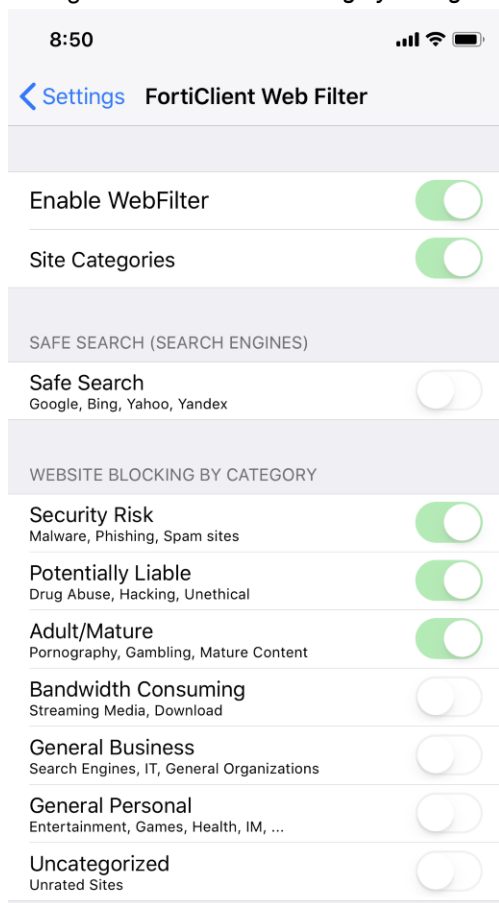 8:50
Settings FortiClient Web Filter
Enable WebFilter
Site Categories
SAFE SEARCH (SEARCH ENGINES)
Safe Search
Google, Bing, Yahoo, Yandex
WEBSITE BLOCKING BY CATEGORY
Security Risk
Malware, Phishing, Spam sites
Potentially Liable
Drug Abuse, Hacking, Unethical
Adult/Mature
Pornography, Gambling, Mature Content
Bandwidth Consuming
Streaming Media, Download
General Business
Search Engines, IT, General Organizations
General Personal
Entertainment, Games, Health, IM, ...
Uncategorized
Unrated Sites